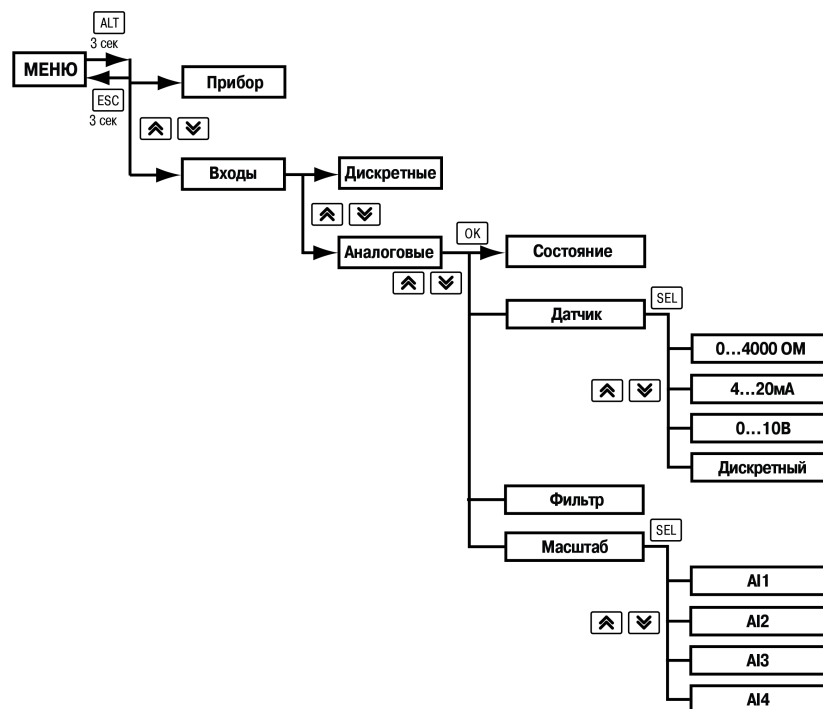 ALT
3 сек
МЕНЮ
Прибор
ESC
3 сек
Входы
Дискретные
OK
Аналоговые
Состояние
SEL
Датчик
0...4000 ОМ
4...20мА
0...10В
Дискретный
Фильтр
SEL
Масштаб
AI1
AI2
AI3
AI4